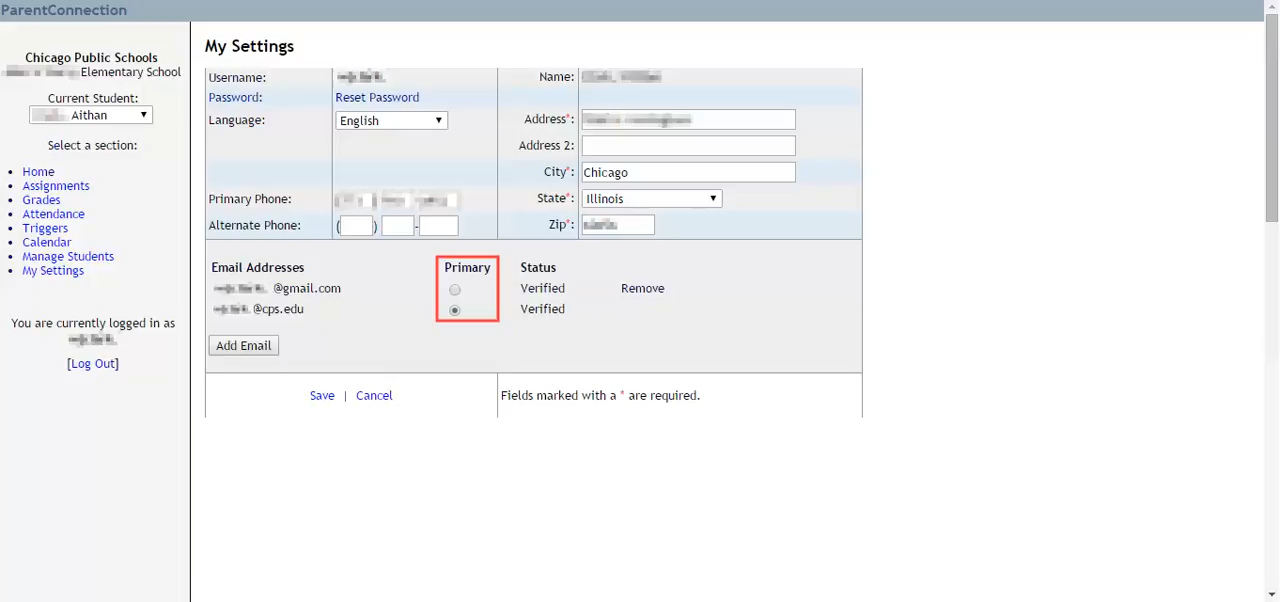 ParentConnection
Chicago Public Schools
Elementary School
Current Student:
Aithan
Select a section:
Home
Assignments
Grades
Attendance
Triggers
Calendar
Manage Students
My Settings
You are currently logged in as
[Log Out]
My Settings
Username:
Name:
Password: Reset Password
Language: English
Address*:
Address 2:
City*: Chicago
Primary Phone:
State*: Illinois
Alternate Phone: ( ) -
Zip*:
Email Addresses Primary Status
@gmail.com Verified Remove
@cps.edu Verified
Add Email
Save | Cancel
Fields marked with a * are required.